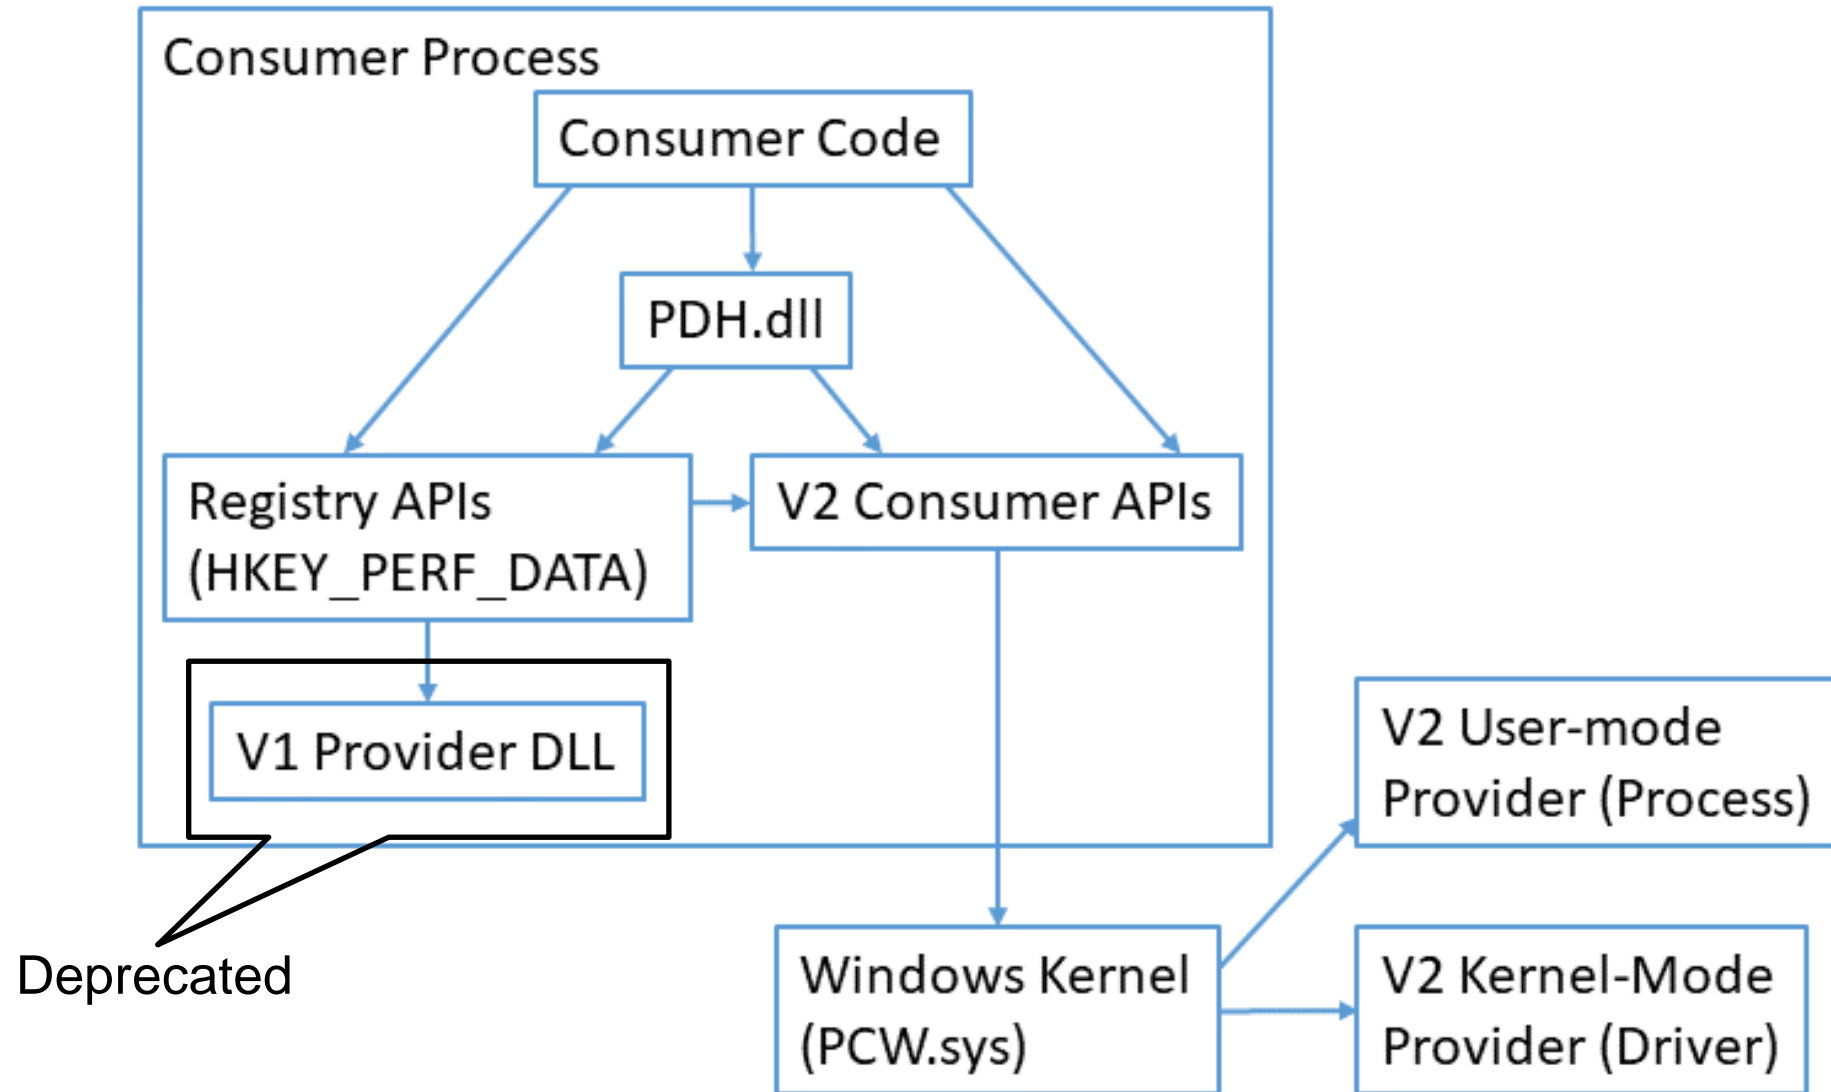 Consumer Process
Consumer Code
PDH.dll
Registry APIs
(HKEY_PERF_DATA)
V2 Consumer APIs
V1 Provider DLL
V2 User-mode
Provider (Process)
Deprecated
Windows Kernel
(PCW.sys)
V2 Kernel-Mode
Provider (Driver)